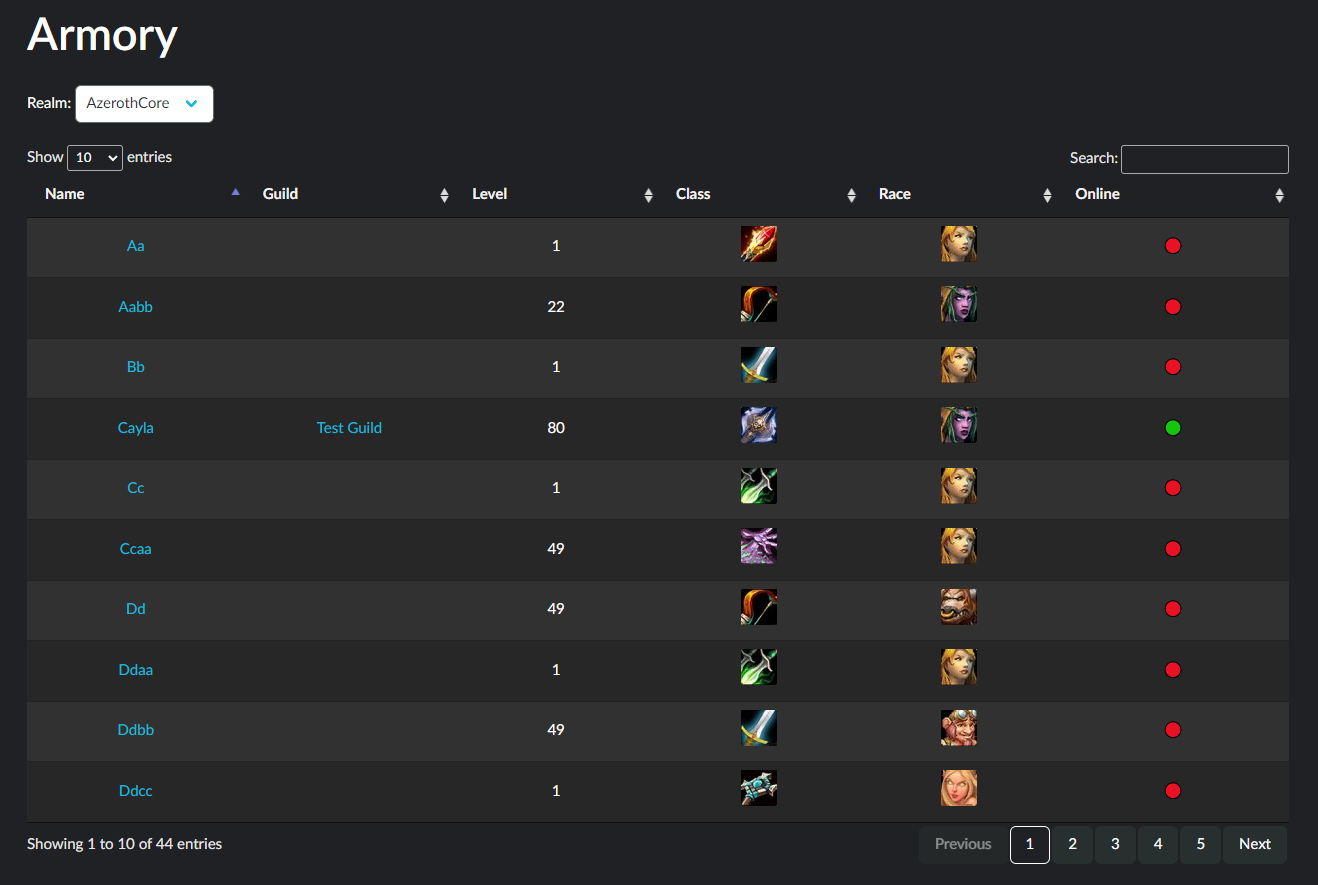 Armory
Realm: AzerothCore
Show 10 entries Search:
Name Guild Level Class Race Online
Aa 1
Aabb 22
Bb 1
Cayla Test Guild 80
Cc 1
Ccaa 49
Dd 49
Ddaa 1
Ddbb 49
Ddcc 1
Showing 1 to 10 of 44 entries Previous 1 2 3 4 5 Next